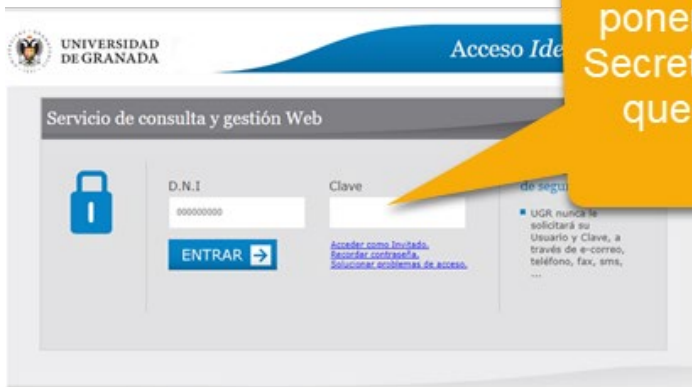 poner
Secret
que
UNIVERSIDAD
DE GRANADA
Acceso Ide
Servicio de consulta y gestión Web
D.N.I
Clave
000000000
ENTRAR
Acceder como Invitado.
Recordar contraseña.
Solucionar problemas de acceso.
de segu
UGR nunca le
solicitará su
Usuario y Clave, a
través de e-correo,
teléfono, fax, sms,
...